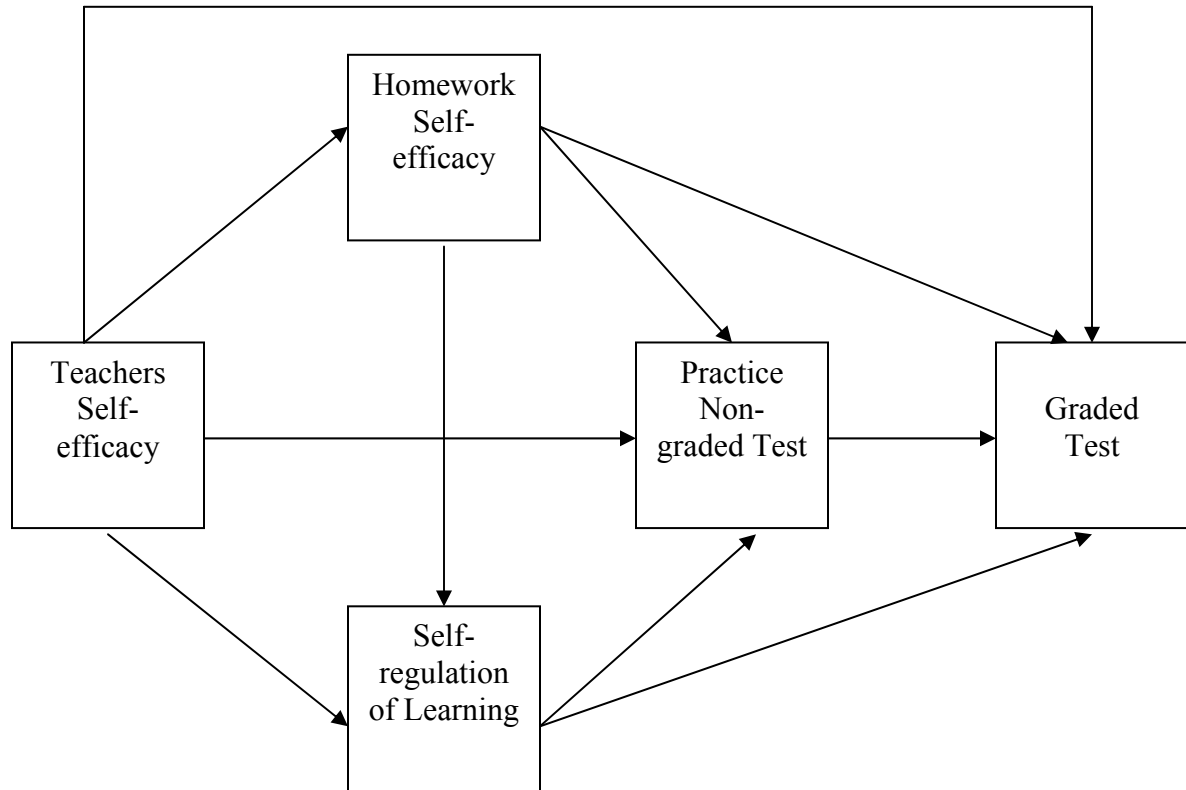 Homework
Self-
efficacy
Teachers
Self-
efficacy
Practice
Non-
graded Test
Graded
Test
Self-
regulation
of Learning